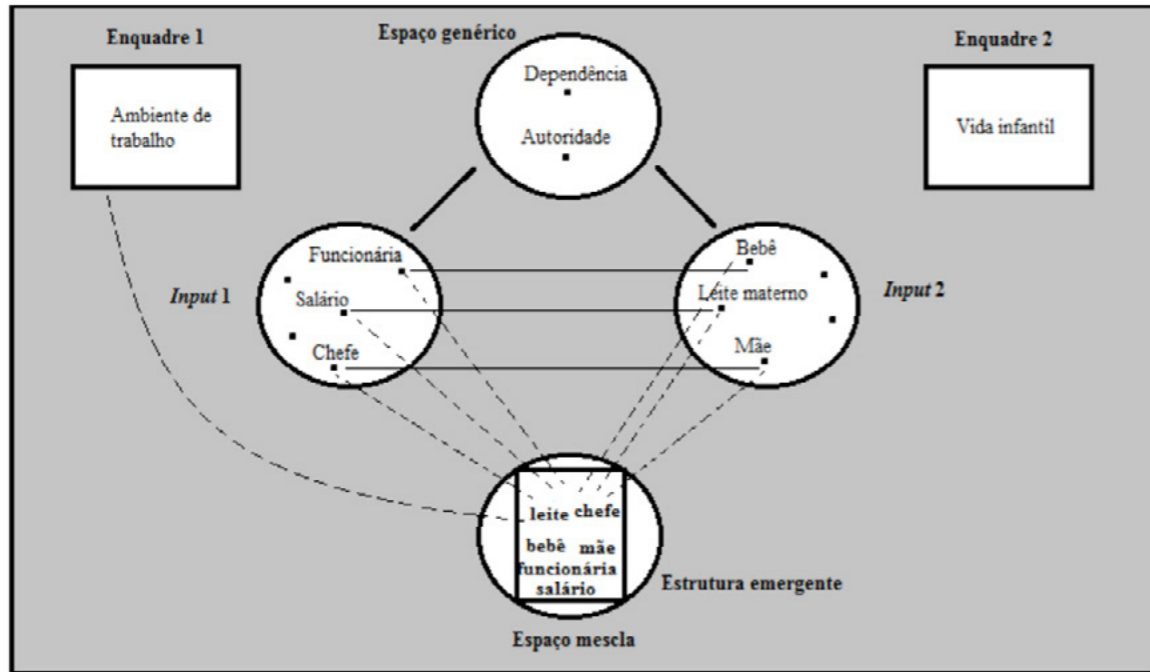 Enquadre 1
Espaço genérico
Enquadre 2
Ambiente de
trabalho
Dependência
Autoridade
Vida infantil
Input 1
Funcionária
Salário
Chefe
Bebê
Leite materno
Mãe
Input 2
leite chefe
bebê mãe
funcionária
salário
Estrutura emergente
Espaço mescla